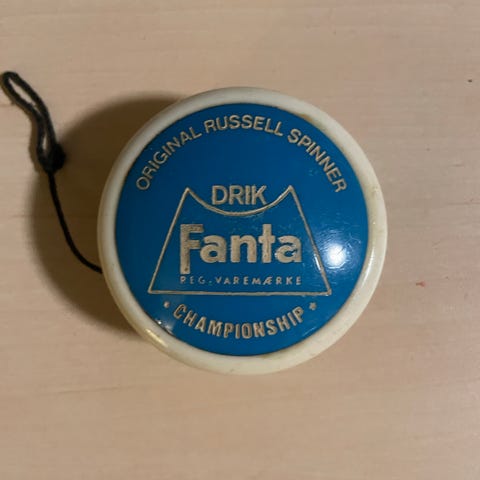 ORIGINAL RUSSELL SPINNER
DRIK
Fanta
REG. VAREMÆRKE
* CHAMPIONSHIP *